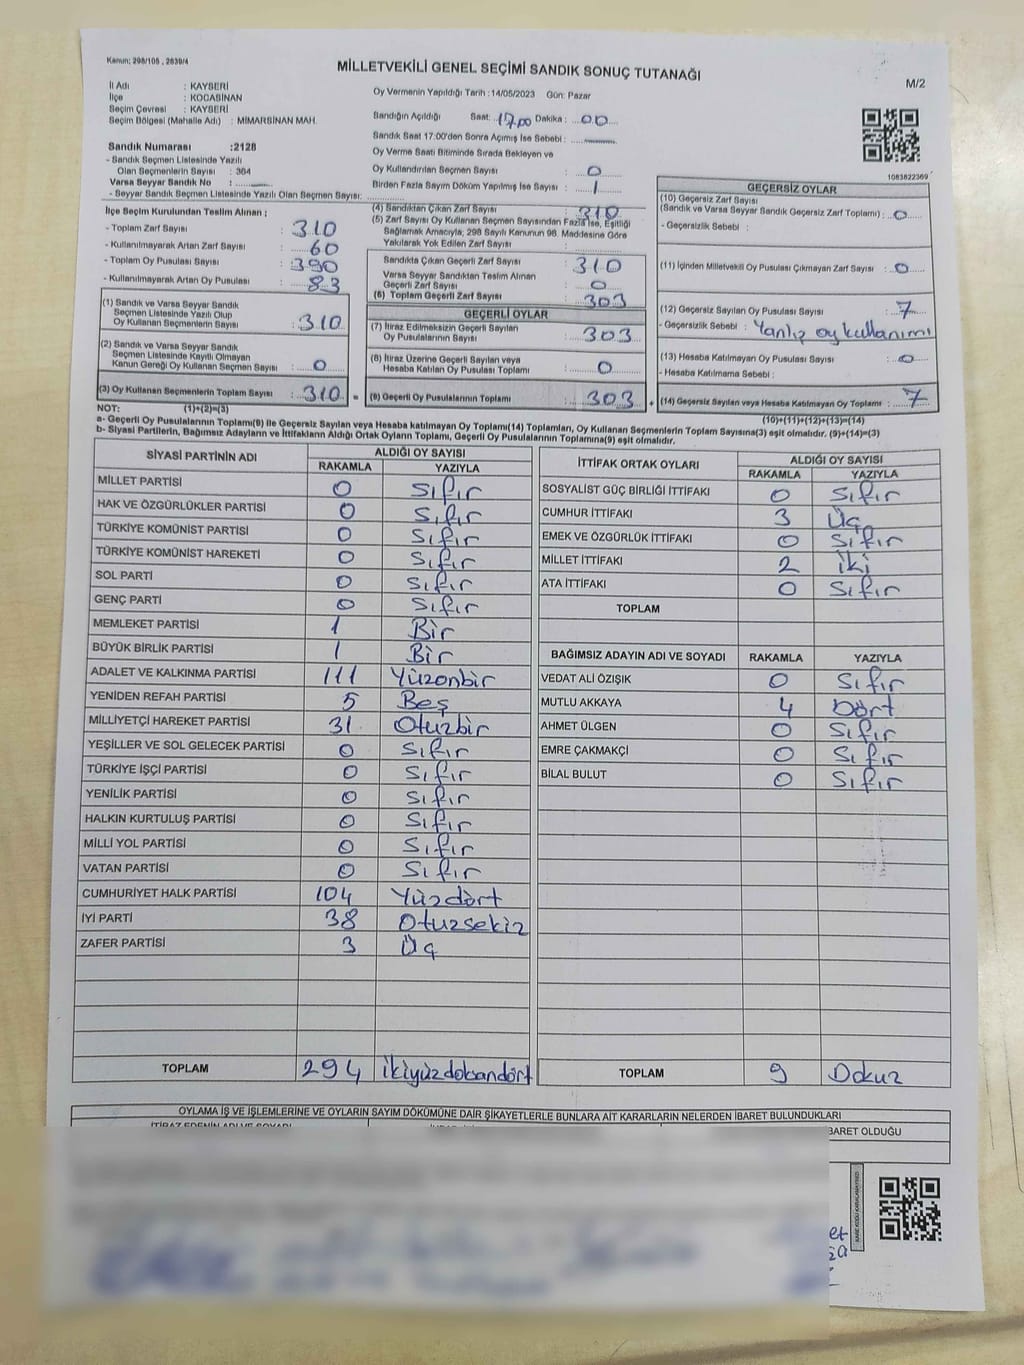 Kanun: 298/105 , 2839/4
MİLLETVEKİLİ GENEL SEÇİMİ SANDIK SONUÇ TUTANAĞI
M/2
İl Adı : KAYSERİ
İlçe : KOCASİNAN
Seçim Çevresi : KAYSERİ
Seçim Bölgesi (Mahalle Adı) : MİMARSİNAN MAH.
Oy Vermenin Yapıldığı Tarih :14/05/2023 Gün: Pazar
Sandığın Açıldığı Saat: 17.00 Dakika : 00
Sandık Saat 17:00'den Sonra Açımış İse Sebebi :
Oy Verme Saati Bitiminde Sırada Bekleyen ve
Oy Kullandırılan Seçmen Sayısı : 0
Birden Fazla Sayım Döküm Yapılmış İse Sayısı : 1
1083822369
Sandık Numarası :2128
- Sandık Seçmen Listesinde Yazılı
Olan Seçmenlerin Sayısı : 364
Varsa Seyyar Sandık No :
- Seyyar Sandık Seçmen Listesinde Yazılı Olan Seçmen Sayısı:
İlçe Seçim Kurulundan Teslim Alınan ;
- Toplam Zarf Sayısı : 310
- Kullanılmayarak Artan Zarf Sayısı : 60
- Toplam Oy Pusulası Sayısı : 390
- Kullanılmayarak Artan Oy Pusulası : 83
(1) Sandık ve Varsa Seyyar Sandık
Seçmen Listesinde Yazılı Olup
Oy Kullanan Seçmenlerin Sayısı : 310
(2) Sandık ve Varsa Seyyar Sandık
Seçmen Listesinde Kayıtlı Olmayan
Kanun Gereği Oy Kullanan Seçmen Sayısı : 0
(3) Oy Kullanan Seçmenlerin Toplam Sayısı : 310 =
(4) Sandıktan Çıkan Zarf Sayısı : 310
(5) Zarf Sayısı Oy Kullanan Seçmen Sayısından Fazla İse, Eşitliği
Sağlamak Amacıyla; 298 Sayılı Kanunun 98. Maddesine Göre
Yakılarak Yok Edilen Zarf Sayısı :
Sandıkta Çıkan Geçerli Zarf Sayısı : 310
Varsa Seyyar Sandıktan Teslim Alınan
Geçerli Zarf Sayısı : 0
(6) Toplam Geçerli Zarf Sayısı : 303
GEÇERLİ OYLAR
(7) İtiraz Edilmeksizin Geçerli Sayılan
Oy Pusulalarının Sayısı : 303
(8) İtiraz Üzerine Geçerli Sayılan veya
Hesaba Katılan Oy Pusulası Toplamı : 0
(9) Geçerli Oy Pusulalarının Toplamı : 303 +
GEÇERSİZ OYLAR
(10) Geçersiz Zarf Sayısı
(Sandık ve Varsa Seyyar Sandık Geçersiz Zarf Toplamı) : 0
- Geçersizlik Sebebi :
(11) İçinden Milletvekili Oy Pusulası Çıkmayan Zarf Sayısı : 0
(12) Geçersiz Sayılan Oy Pusulası Sayısı : 7
- Geçersizlik Sebebi : Yanlış oy kullanımı
(13) Hesaba Katılmayan Oy Pusulası Sayısı : 0
- Hesaba Katılmama Sebebi :
(14) Geçersiz Sayılan veya Hesaba Katılmayan Oy Toplamı : 7
NOT: (1)+(2)=(3) (10)+(11)+(12)+(13)=(14)
a- Geçerli Oy Pusulalarının Toplamı(9) ile Geçersiz Sayılan veya Hesaba katılmayan Oy Toplamı(14) Toplamları, Oy Kullanan Seçmenlerin Toplam Sayısına(3) eşit olmalıdır. (9)+(14)=(3)
b- Siyasi Partilerin, Bağımsız Adayların ve İttifakların Aldığı Ortak Oyların Toplamı, Geçerli Oy Pusulalarının Toplamına(9) eşit olmalıdır.
SİYASİ PARTİNİN ADI ALDIĞI OY SAYISI
RAKAMLA YAZIYLA
MİLLET PARTİSİ 0 Sıfır
HAK VE ÖZGÜRLÜKLER PARTİSİ 0 Sıfır
TÜRKİYE KOMÜNİST PARTİSİ 0 Sıfır
TÜRKİYE KOMÜNİST HAREKETİ 0 Sıfır
SOL PARTİ 0 Sıfır
GENÇ PARTİ 0 Sıfır
MEMLEKET PARTİSİ 1 Bir
BÜYÜK BİRLİK PARTİSİ 1 Bir
ADALET VE KALKINMA PARTİSİ 111 Yüzonbir
YENİDEN REFAH PARTİSİ 5 Beş
MİLLİYETÇİ HAREKET PARTİSİ 31 Otuzbir
YEŞİLLER VE SOL GELECEK PARTİSİ 0 Sıfır
TÜRKİYE İŞÇİ PARTİSİ 0 Sıfır
YENİLİK PARTİSİ 0 Sıfır
HALKIN KURTULUŞ PARTİSİ 0 Sıfır
MİLLİ YOL PARTİSİ 0 Sıfır
VATAN PARTİSİ 0 Sıfır
CUMHURİYET HALK PARTİSİ 104 Yüzdört
İYİ PARTİ 38 Otuzsekiz
ZAFER PARTİSİ 3 Üç
TOPLAM 294 ikiyüzdoksandört
İTTİFAK ORTAK OYLARI ALDIĞI OY SAYISI
RAKAMLA YAZIYLA
SOSYALİST GÜÇ BİRLİĞİ İTTİFAKI 0 Sıfır
CUMHUR İTTİFAKI 3 Üç
EMEK VE ÖZGÜRLÜK İTTİFAKI 0 Sıfır
MİLLET İTTİFAKI 2 iki
ATA İTTİFAKI 0 Sıfır
TOPLAM
BAĞIMSIZ ADAYIN ADI VE SOYADI RAKAMLA YAZIYLA
VEDAT ALİ ÖZIŞIK 0 Sıfır
MUTLU AKKAYA 4 Dört
AHMET ÜLGEN 0 Sıfır
EMRE ÇAKMAKÇİ 0 Sıfır
BİLAL BULUT 0 Sıfır
TOPLAM 9 Dokuz
OYLAMA İŞ VE İŞLEMLERİNE VE OYLARIN SAYIM DÖKÜMÜNE DAİR ŞİKAYETLERLE BUNLARA AİT KARARLARIN NELERDEN İBARET BULUNDUKLARI
İTİRAZ EDENİN ADI VE SOYADI
BARET OLDUĞU